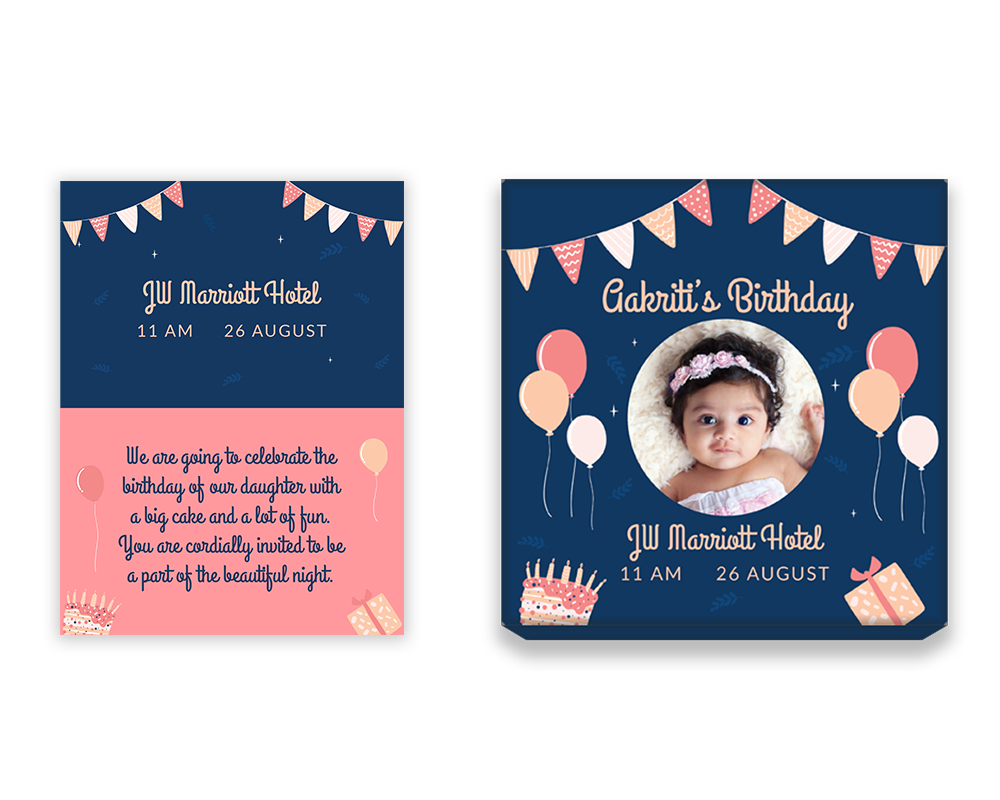 JW Marriott Hotel
11 AM 26 AUGUST
We are going to celebrate the
birthday of our daughter with
a big cake and a lot of fun.
You are cordially invited to be
a part of the beautiful night.
Aakriti's Birthday
JW Marriott Hotel
11 AM 26 AUGUST